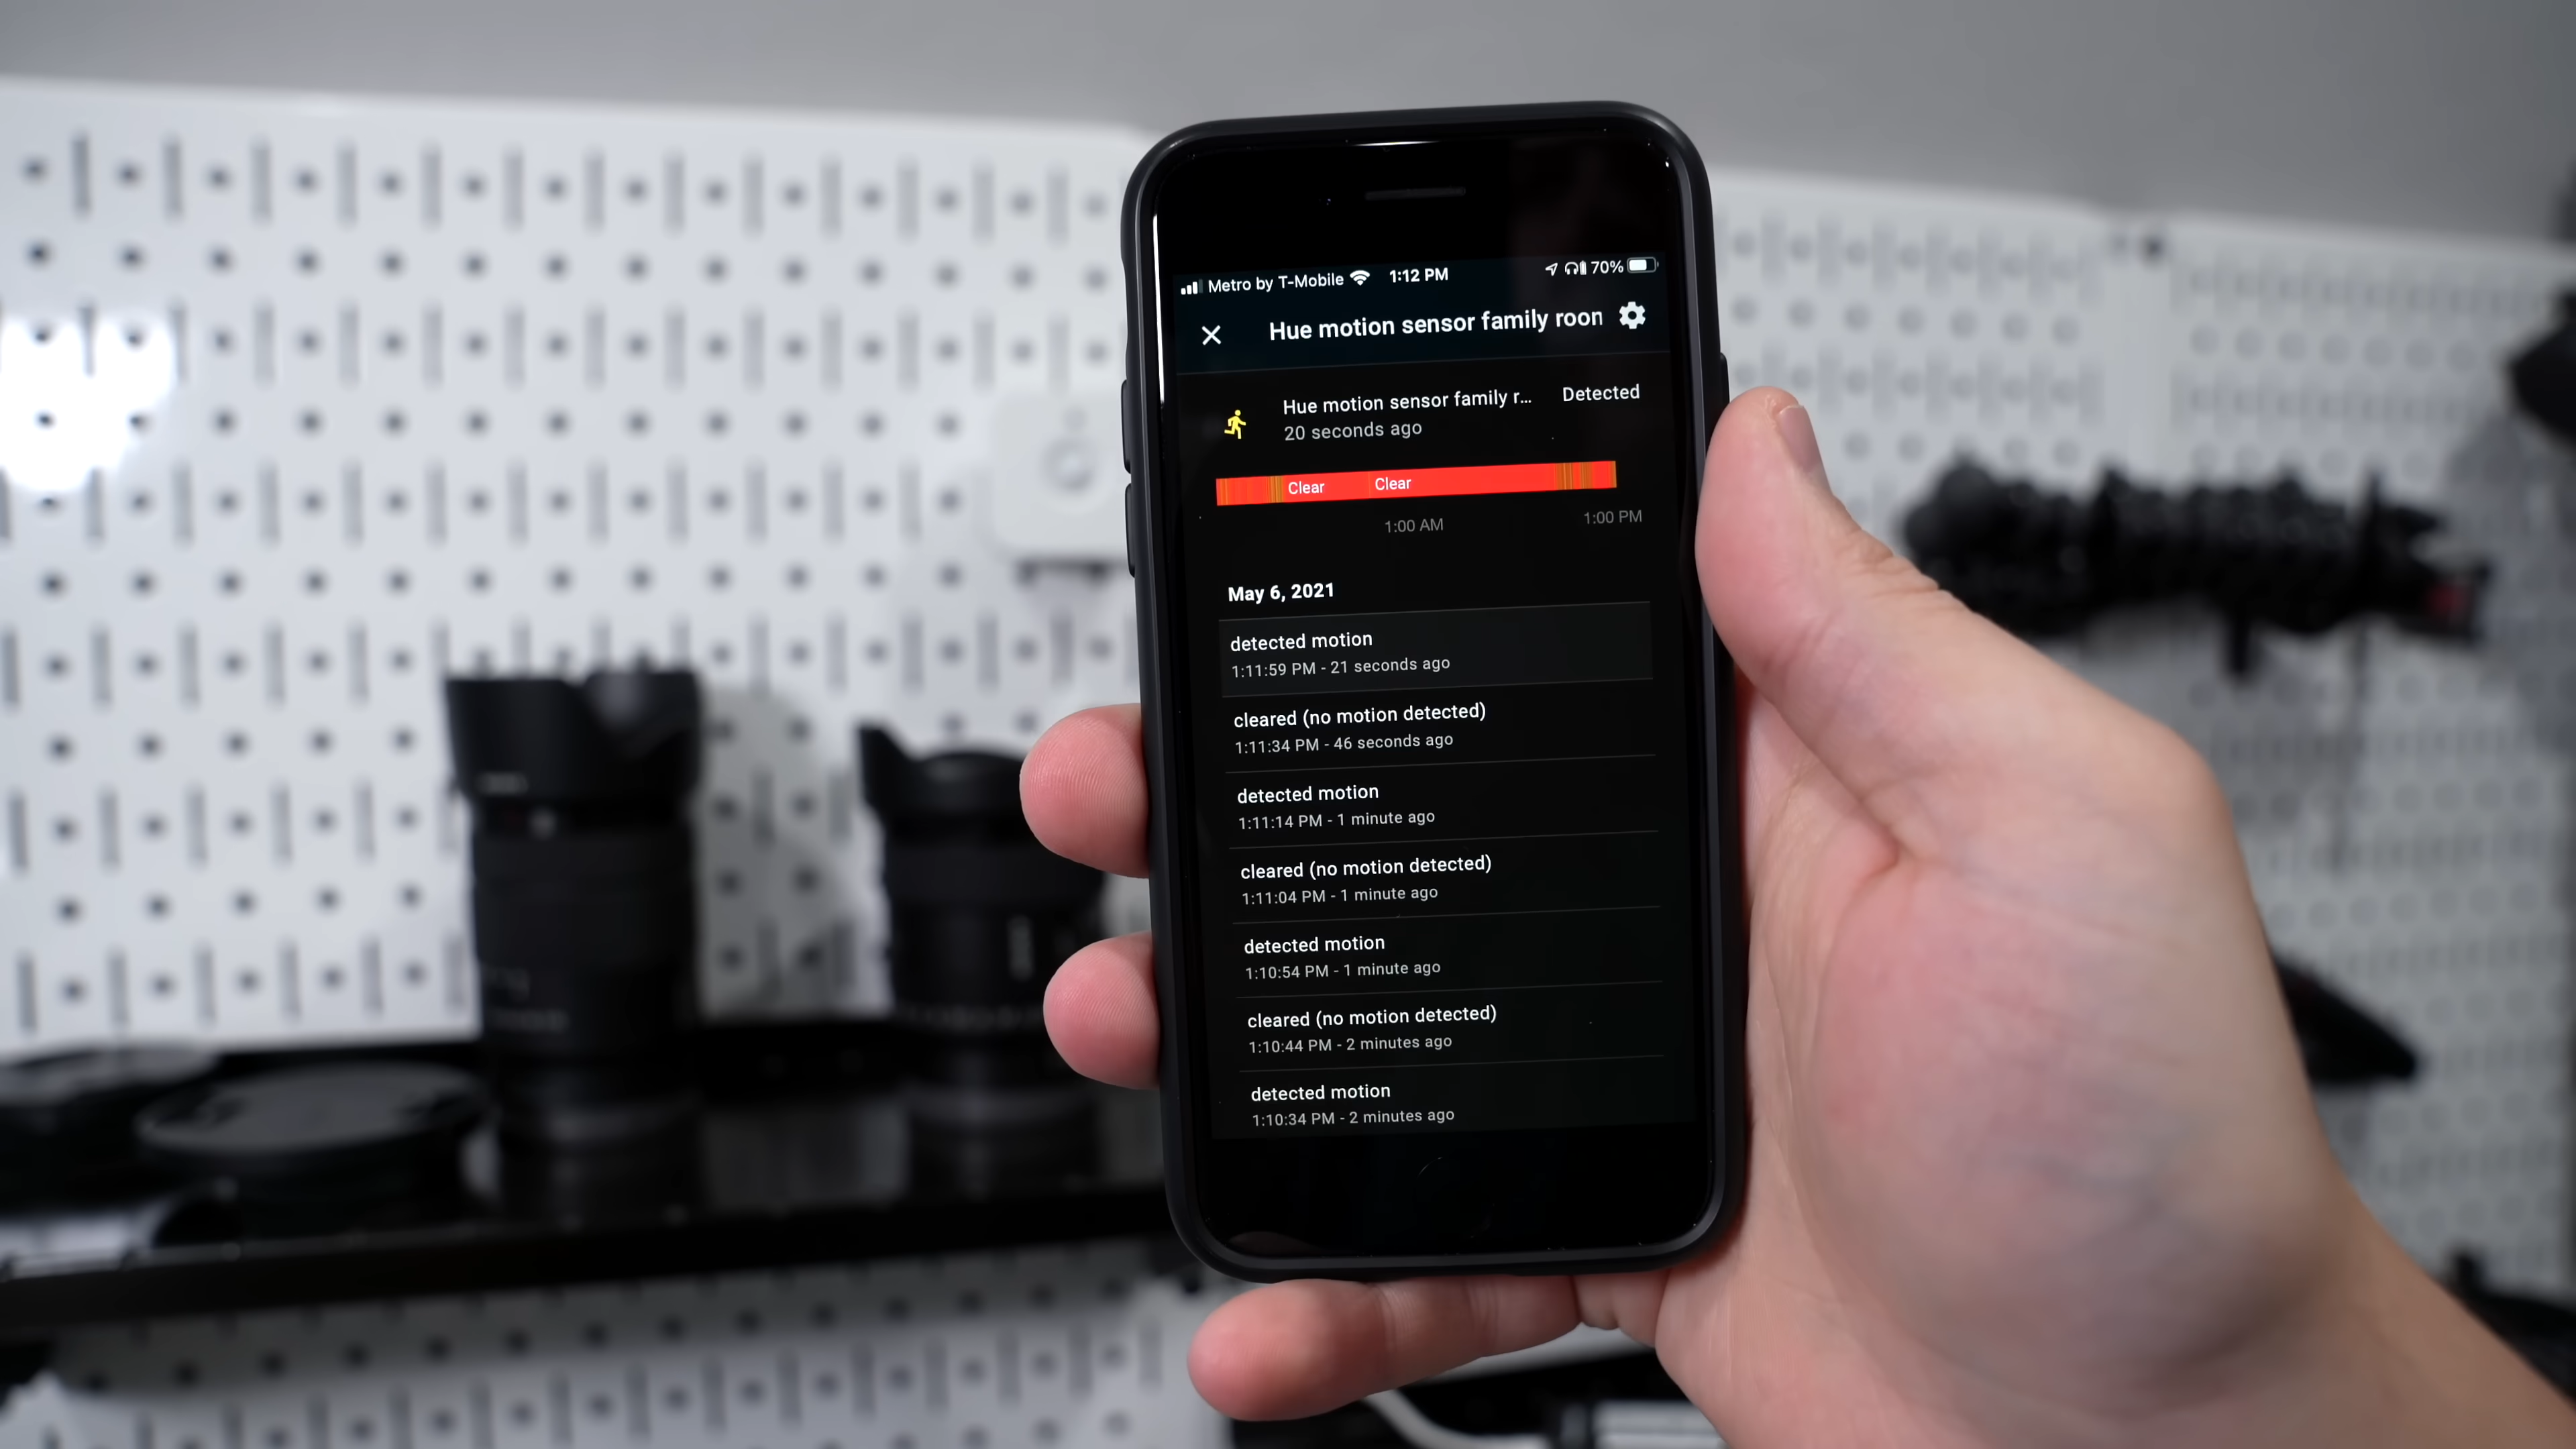 Metro by T-Mobile 1:12 PM 70%
Hue motion sensor family roon
Hue motion sensor family r... Detected
20 seconds ago
Clear Clear
1:00 AM 1:00 PM
May 6, 2021
detected motion
1:11:59 PM - 21 seconds ago
cleared (no motion detected)
1:11:34 PM - 46 seconds ago
detected motion
1:11:14 PM - 1 minute ago
cleared (no motion detected)
1:11:04 PM - 1 minute ago
detected motion
1:10:54 PM - 1 minute ago
cleared (no motion detected)
1:10:44 PM - 2 minutes ago
detected motion
1:10:34 PM - 2 minutes ago